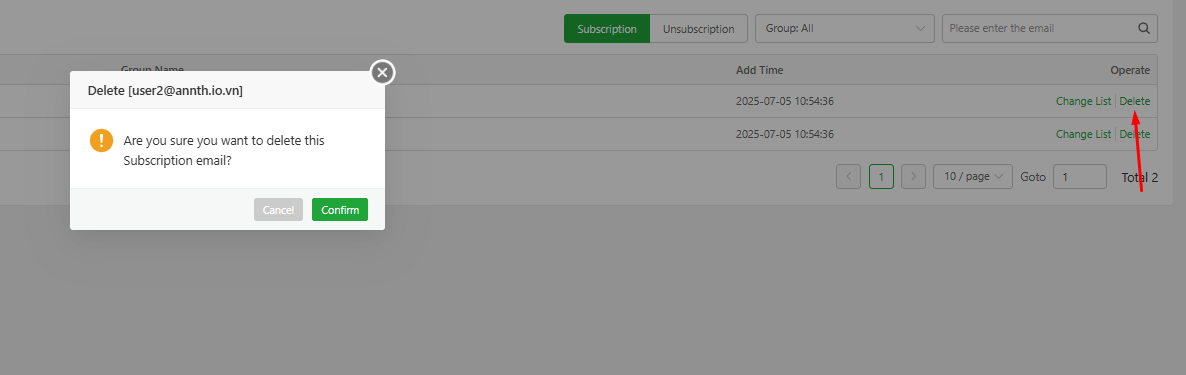 Subscription Unsubscription Group: All Please enter the email
Group Name Add Time Operate
Delete [user2@annth.io.vn]
2025-07-05 10:54:36 Change List Delete
Are you sure you want to delete this
Subscription email?
2025-07-05 10:54:36 Change List Delete
1 10 / page Goto 1 Total 2
Cancel Confirm